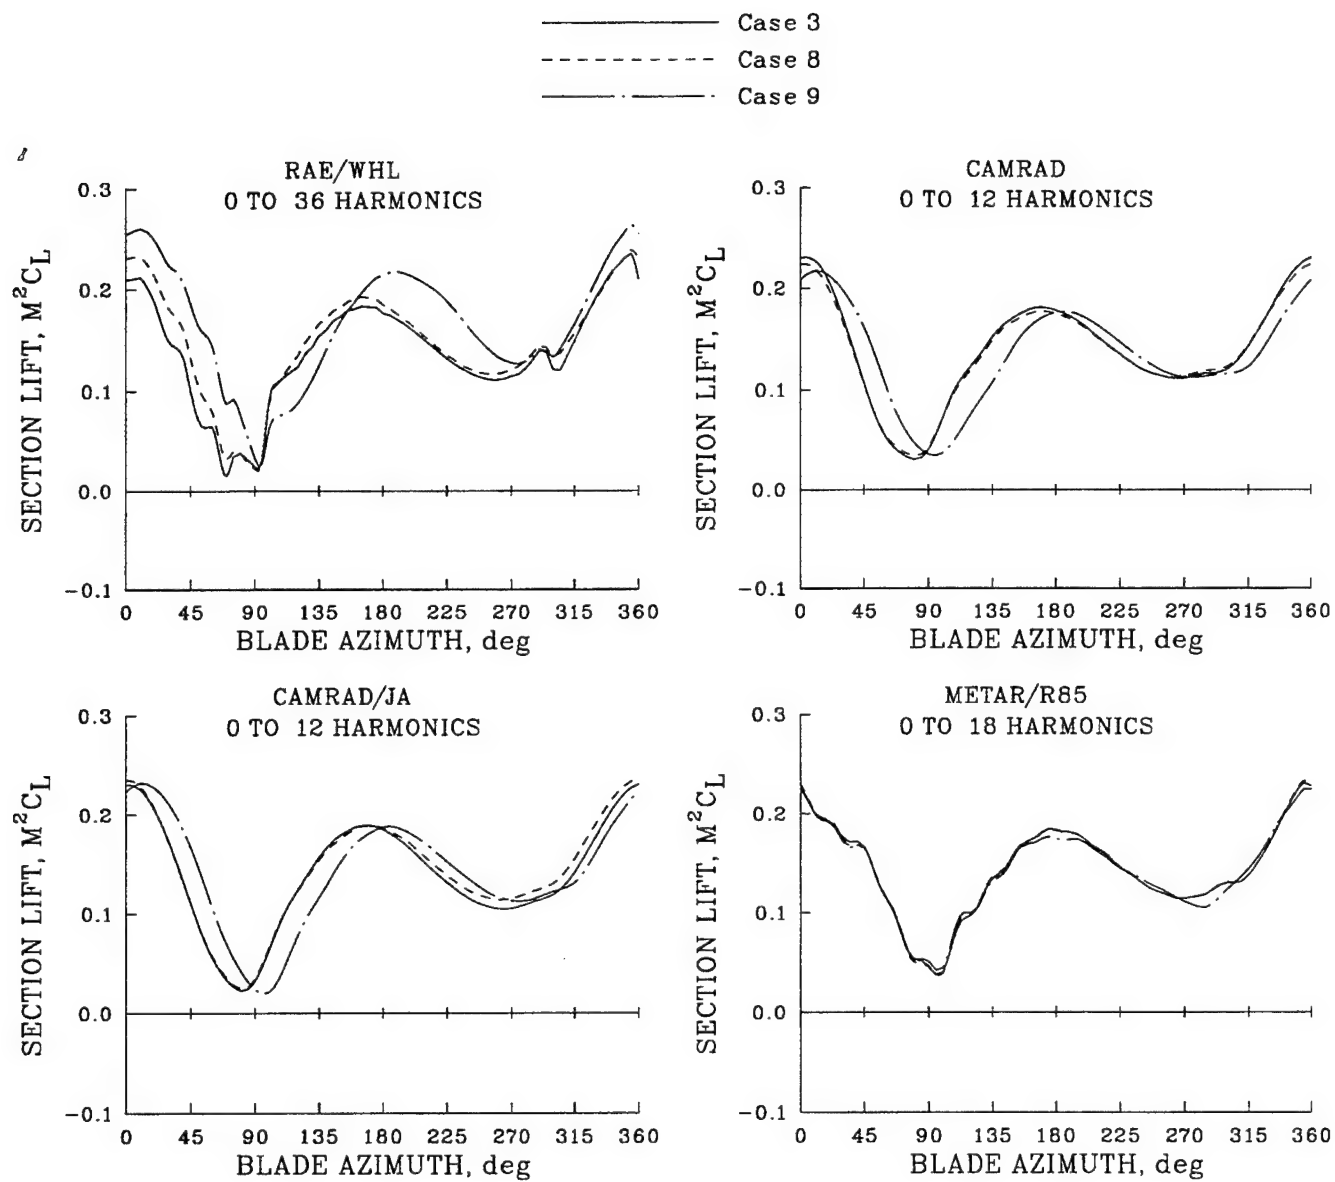 Case 3
Case 8
Case 9
RAE/WHL
0 TO 36 HARMONICS
0.3
0.2
0.1
0.0
−0.1
SECTION LIFT, M²CL
0 45 90 135 180 225 270 315 360
BLADE AZIMUTH, deg
CAMRAD
0 TO 12 HARMONICS
0.3
0.2
0.1
0.0
−0.1
SECTION LIFT, M²CL
0 45 90 135 180 225 270 315 360
BLADE AZIMUTH, deg
CAMRAD/JA
0 TO 12 HARMONICS
0.3
0.2
0.1
0.0
−0.1
SECTION LIFT, M²CL
0 45 90 135 180 225 270 315 360
BLADE AZIMUTH, deg
METAR/R85
0 TO 18 HARMONICS
0.3
0.2
0.1
0.0
−0.1
SECTION LIFT, M²CL
0 45 90 135 180 225 270 315 360
BLADE AZIMUTH, deg